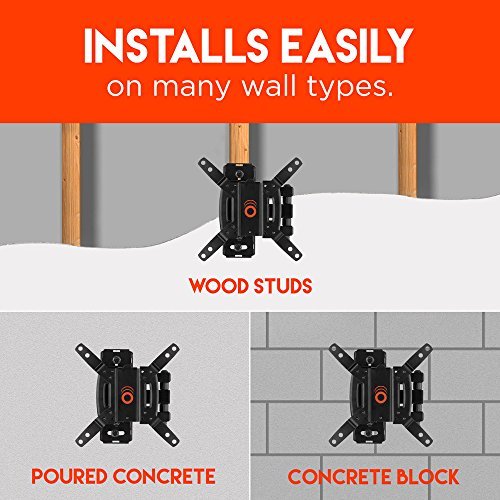 INSTALLS EASILY
on many wall types.
WOOD STUDS
POURED CONCRETE
CONCRETE BLOCK